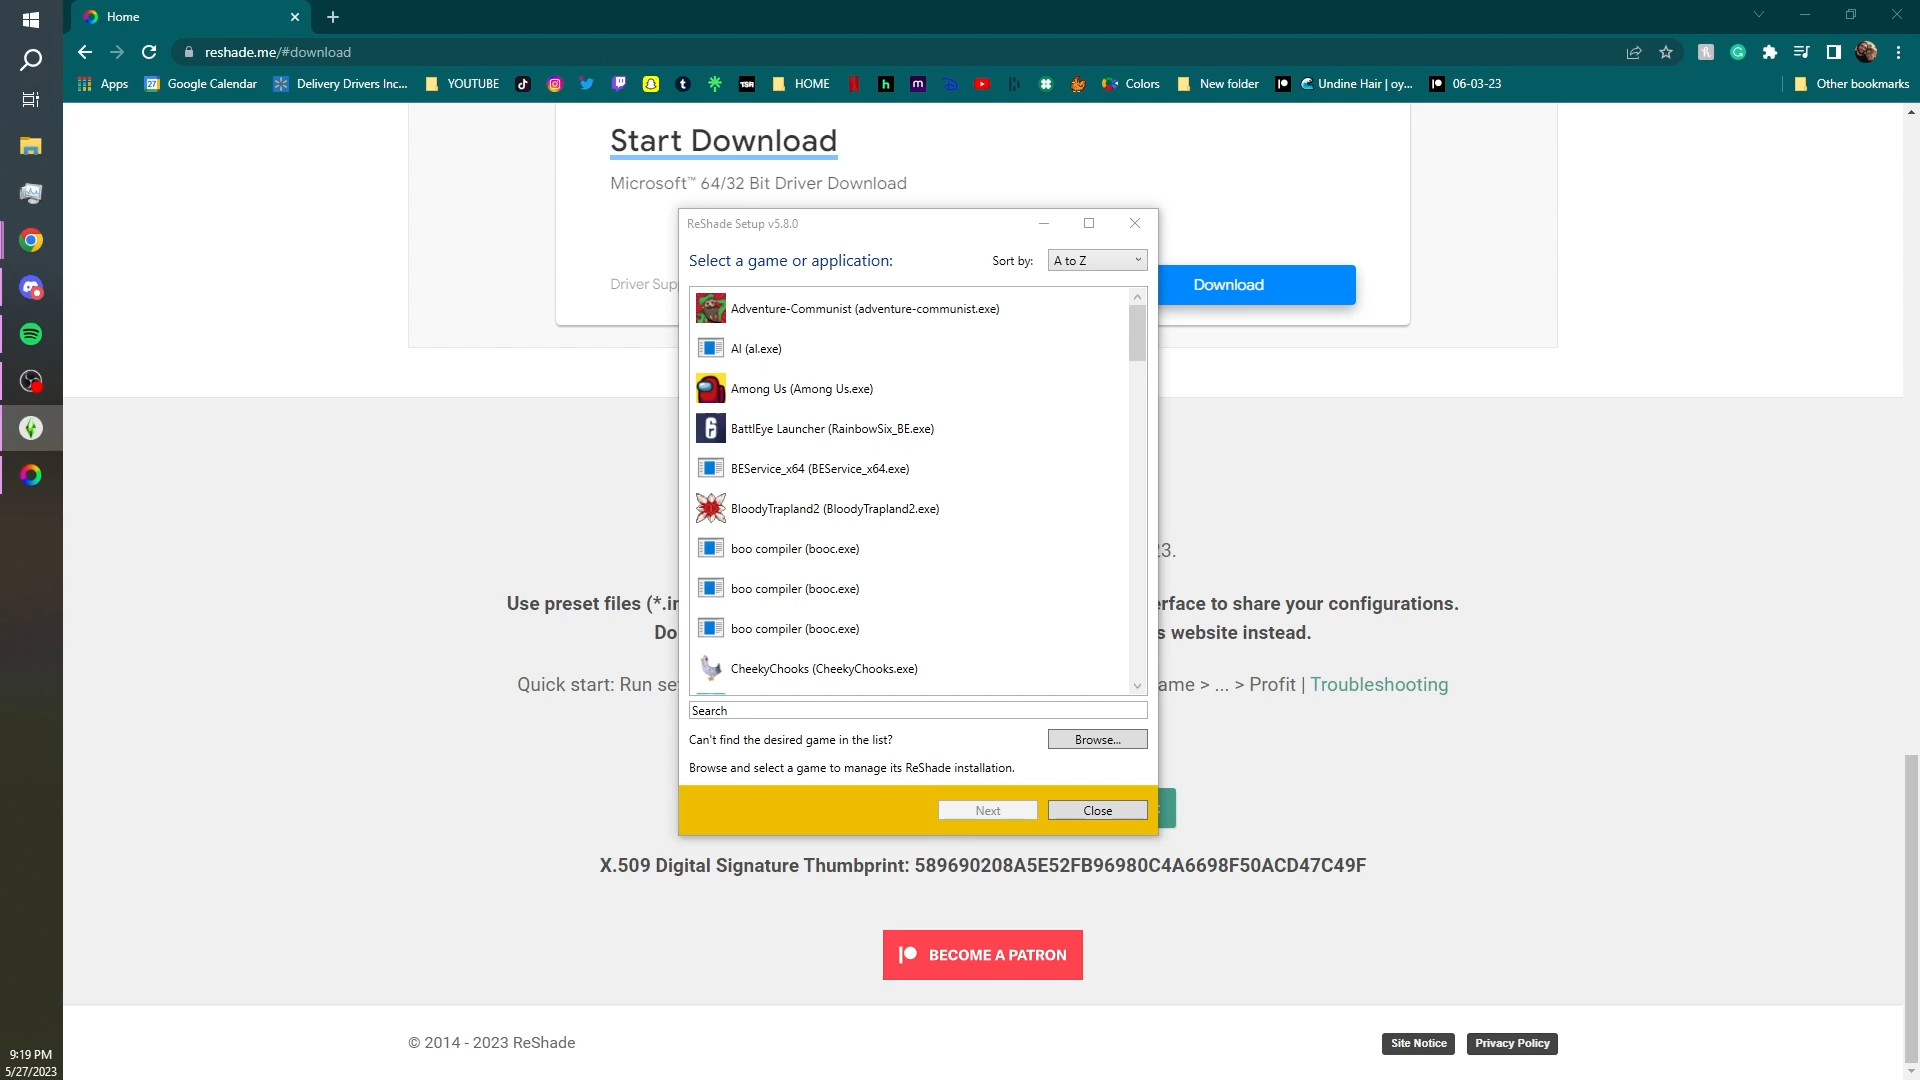 Home
reshade.me/#download
Apps
Google Calendar
Delivery Drivers Inc...
YOUTUBE
HOME
Colors
New folder
Undine Hair | oy...
06-03-23
Other bookmarks
Start Download
Microsoft™ 64/32 Bit Driver Download
Driver Sup
Download
ReShade Setup v5.8.0
Select a game or application:
Sort by:
A to Z
Adventure-Communist (adventure-communist.exe)
AI (al.exe)
Among Us (Among Us.exe)
BattlEye Launcher (RainbowSix_BE.exe)
BEService_x64 (BEService_x64.exe)
BloodyTrapland2 (BloodyTrapland2.exe)
boo compiler (booc.exe)
boo compiler (booc.exe)
boo compiler (booc.exe)
CheekyChooks (CheekyChooks.exe)
Search
Can't find the desired game in the list?
Browse...
Browse and select a game to manage its ReShade installation.
Next
Close
23.
Use preset files (*.in
erface to share your configurations.
Do
s website instead.
Quick start: Run se
ame > ... > Profit | Troubleshooting
X.509 Digital Signature Thumbprint: 589690208A5E52FB96980C4A6698F50ACD47C49F
BECOME A PATRON
© 2014 - 2023 ReShade
Site Notice
Privacy Policy
9:19 PM
5/27/2023